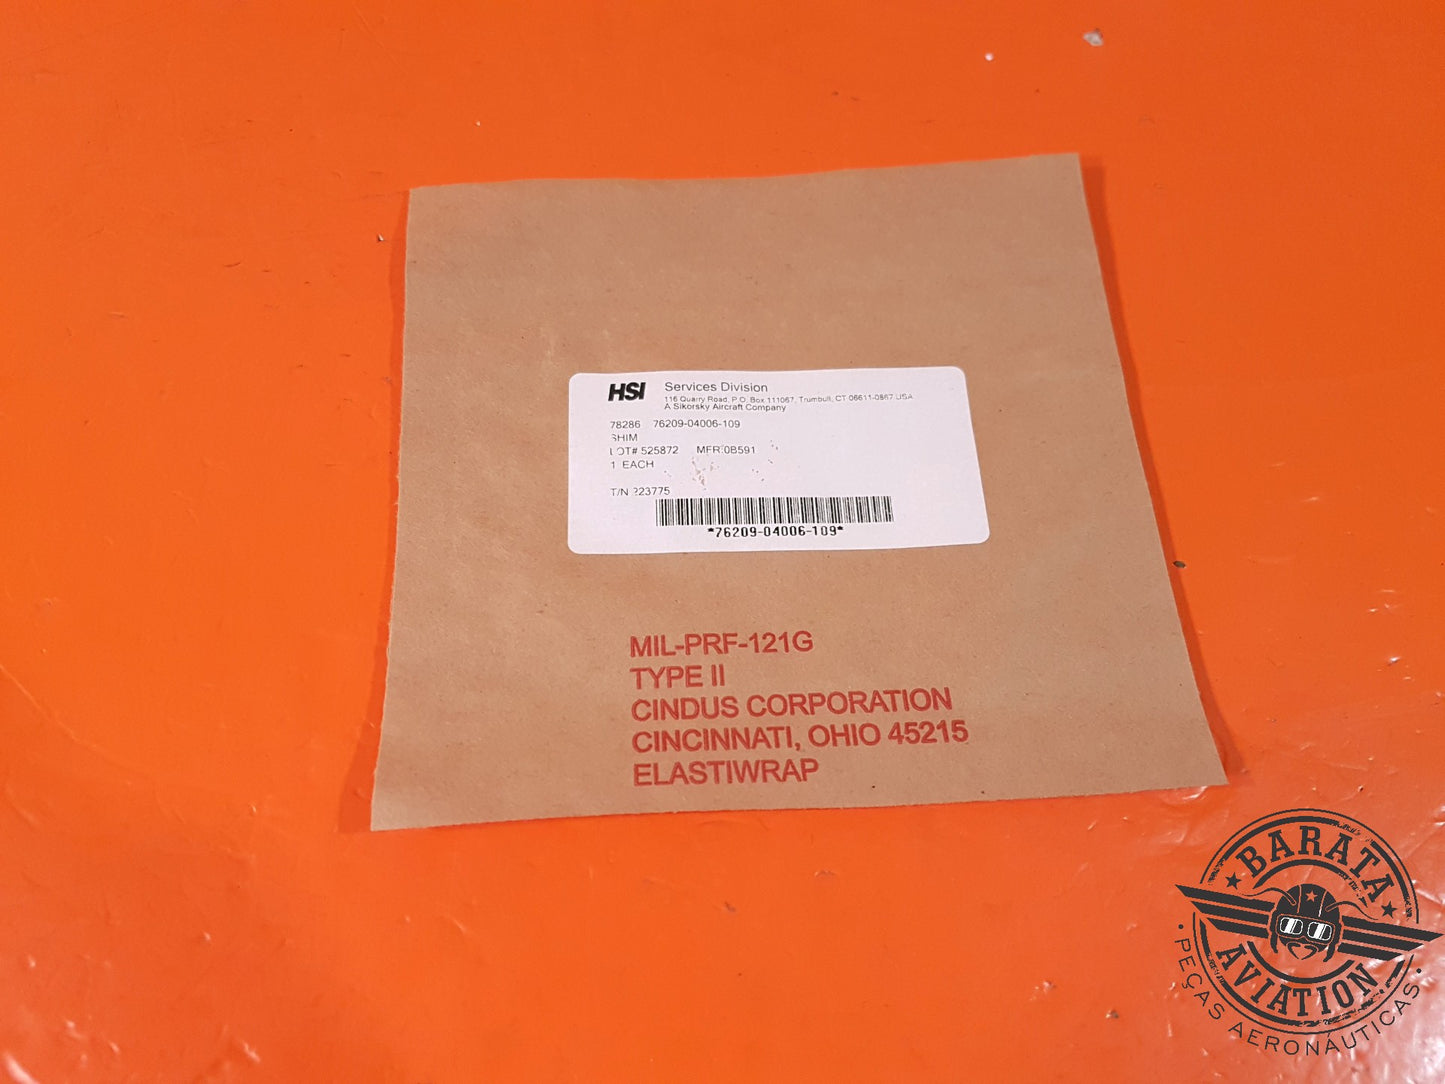 HSI Services Division
116 Quarry Road, P.O. Box 111067, Trumbull, CT 06611-0867 USA
A Sikorsky Aircraft Company
78286 76209-04006-109
SHIM
LOT# 525872 MFR:0B591
1 EACH
T/N 223775
*76209-04006-109*
MIL-PRF-121G
TYPE II
CINDUS CORPORATION
CINCINNATI, OHIO 45215
ELASTIWRAP
BARATA
AVIATION
PEÇAS AERONÁUTICAS